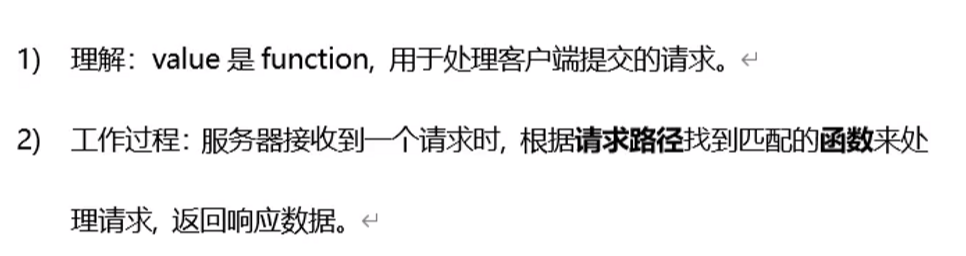 1) 理解：value 是 function, 用于处理客户端提交的请求。
2) 工作过程：服务器接收到一个请求时, 根据请求路径找到匹配的函数来处
理请求, 返回响应数据。